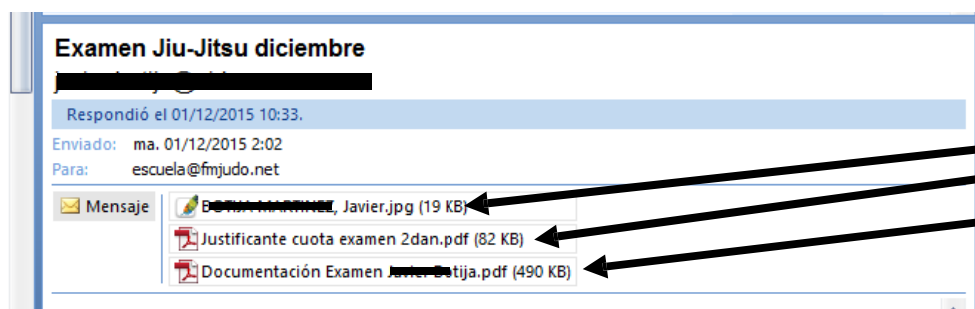 Examen Jiu-Jitsu diciembre
Respondió el 01/12/2015 10:33.
Enviado: ma. 01/12/2015 2:02
Para: escuela@fmjudo.net
Mensaje
, Javier.jpg (19 KB)
Justificante cuota examen 2dan.pdf (82 KB)
Documentación Examen tija.pdf (490 KB)